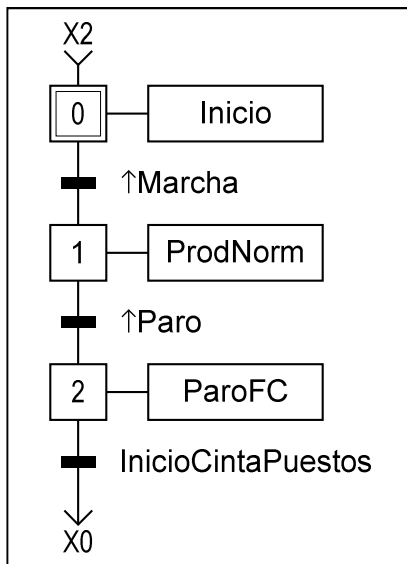 X2
0 Inicio
↑Marcha
1 ProdNorm
↑Paro
2 ParoFC
InicioCintaPuestos
X0